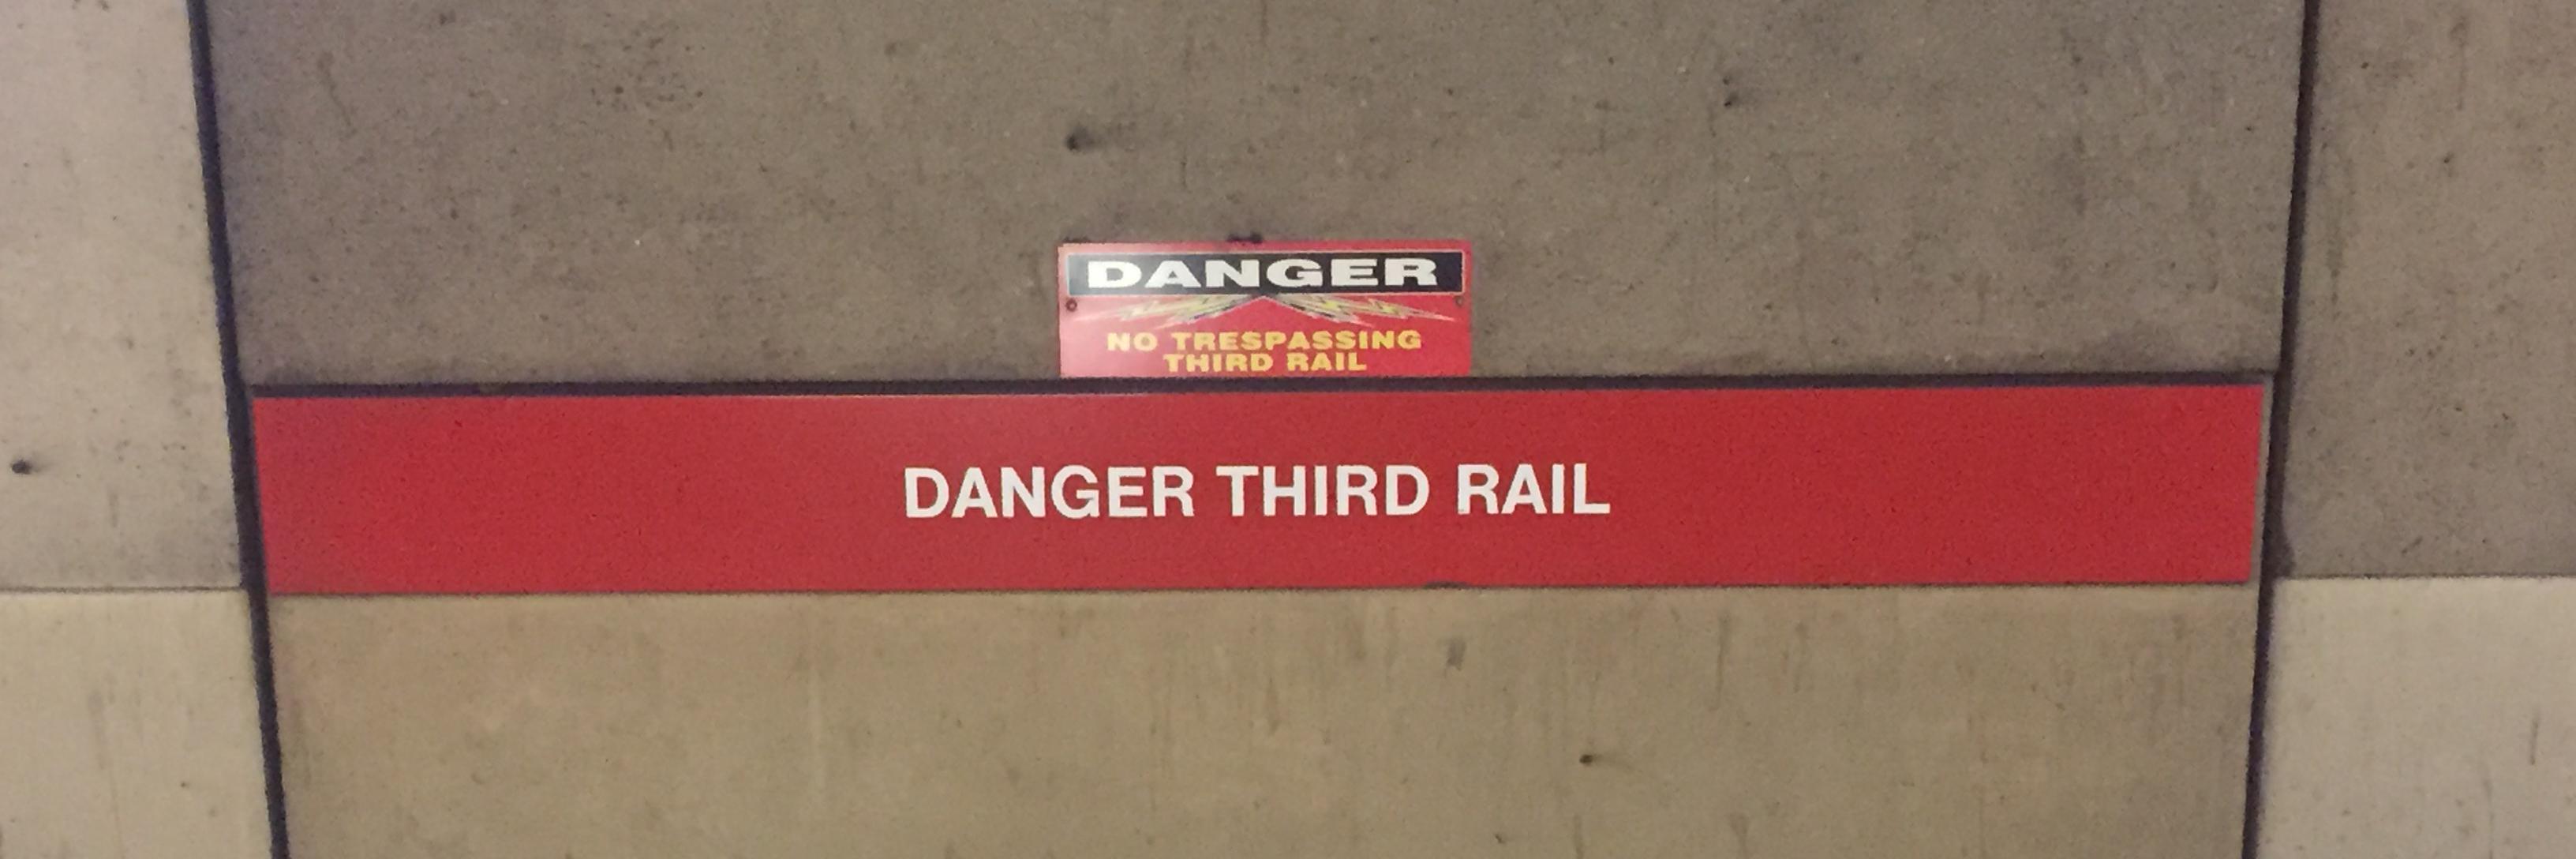 DANGER
NO TRESPASSING
THIRD RAIL
DANGER THIRD RAIL